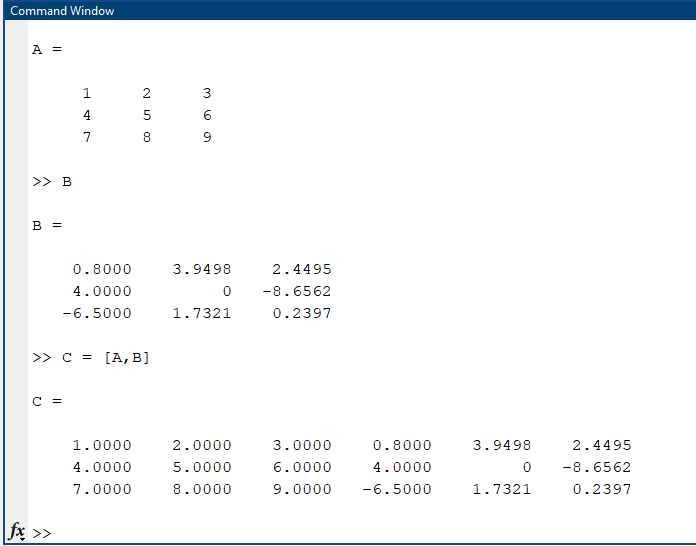 Command Window
A =
1 2 3
4 5 6
7 8 9
>> B
B =
0.8000 3.9498 2.4495
4.0000 0 -8.6562
-6.5000 1.7321 0.2397
>> C = [A,B]
C =
1.0000 2.0000 3.0000 0.8000 3.9498 2.4495
4.0000 5.0000 6.0000 4.0000 0 -8.6562
7.0000 8.0000 9.0000 -6.5000 1.7321 0.2397
fx >>